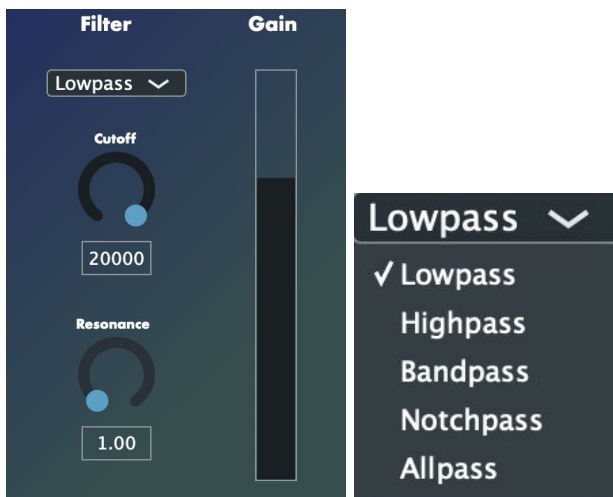 Filter
Gain
Lowpass
Cutoff
20000
Resonance
1.00
Lowpass
✓ Lowpass
Highpass
Bandpass
Notchpass
Allpass